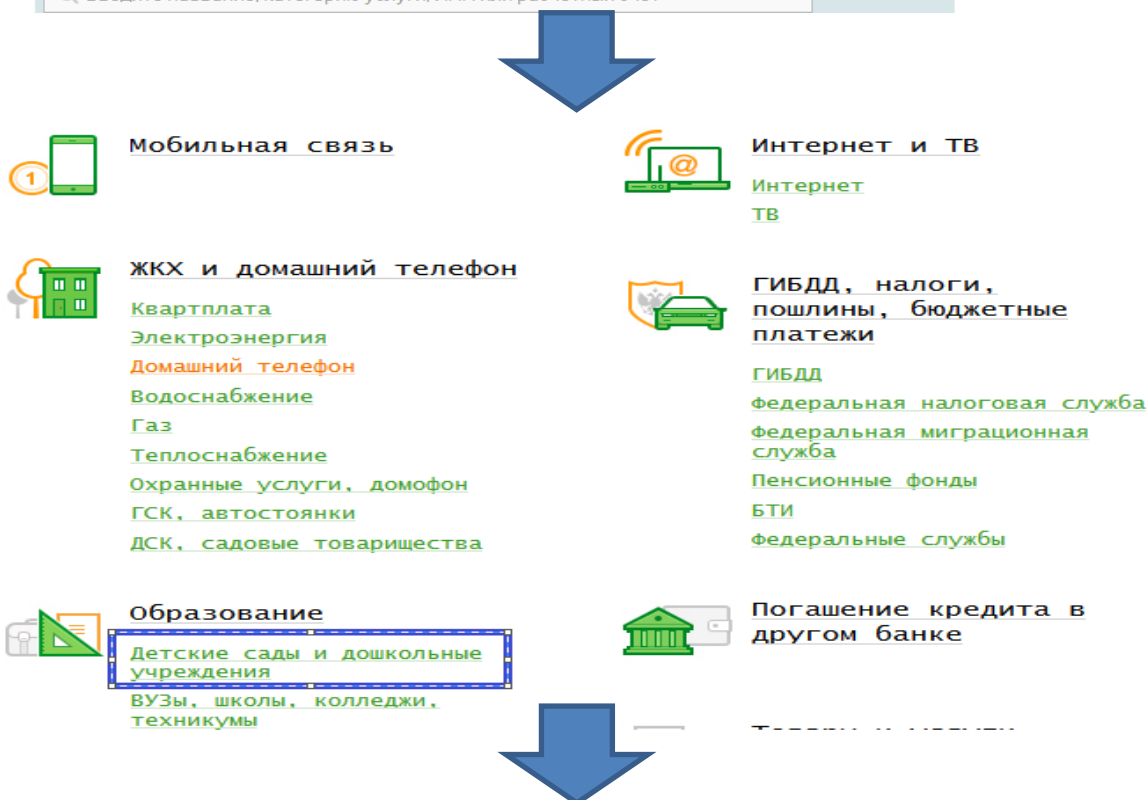 Мобильная связь
ЖКХ и домашний телефон
Квартплата
Электроэнергия
Домашний телефон
Водоснабжение
Газ
Теплоснабжение
Охранные услуги, домофон
ГСК, автостоянки
ДСК, садовые товарищества
Образование
Детские сады и дошкольные
учреждения
ВУЗы, школы, колледжи,
техникумы
Интернет и ТВ
Интернет
ТВ
ГИБДД, налоги,
пошлины, бюджетные
платежи
ГИБДД
Федеральная налоговая служба
Федеральная миграционная
служба
Пенсионные фонды
БТИ
Федеральные службы
Погашение кредита в
другом банке